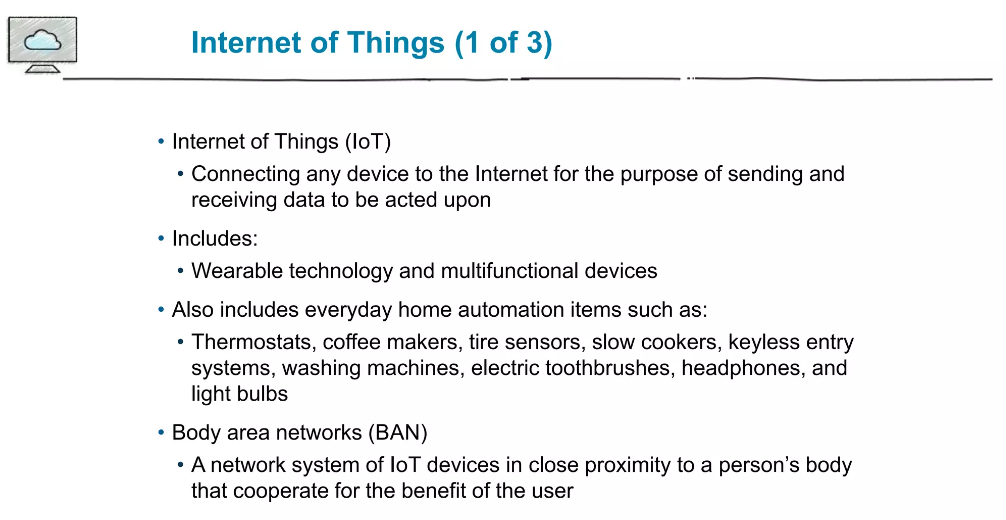 Internet of Things (1 of 3)
• Internet of Things (IoT)
• Connecting any device to the Internet for the purpose of sending and
receiving data to be acted upon
• Includes:
• Wearable technology and multifunctional devices
• Also includes everyday home automation items such as:
• Thermostats, coffee makers, tire sensors, slow cookers, keyless entry
systems, washing machines, electric toothbrushes, headphones, and
light bulbs
• Body area networks (BAN)
• A network system of IoT devices in close proximity to a person’s body
that cooperate for the benefit of the user